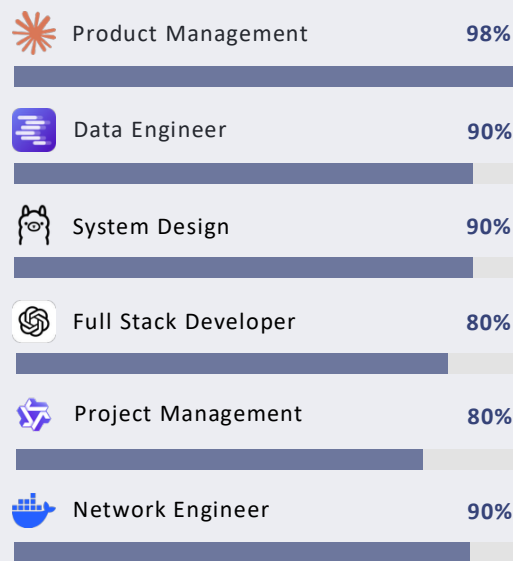 Product Management 98%
Data Engineer 90%
System Design 90%
Full Stack Developer 80%
Project Management 80%
Network Engineer 90%